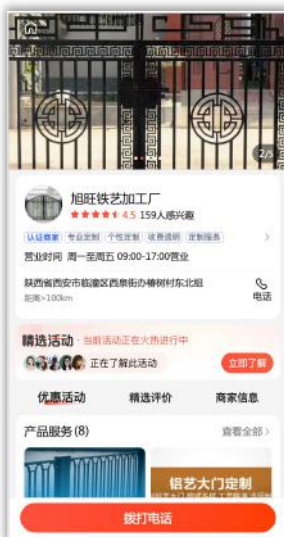 2/5
旭旺铁艺加工厂
4.5 159人感兴趣
认证商家 专业定制 个性定制 收费透明 定制服务
营业时间 周一至周五 09:00-17:00营业
陕西省西安市临潼区西泉街办椿树村东北组
距离>100km
电话
精选活动 · 当前活动正在火热进行中
正在了解此活动
立即了解
优惠活动 精选评价 商家信息
产品服务(8) 查看全部
铝艺大门定制
拨打电话